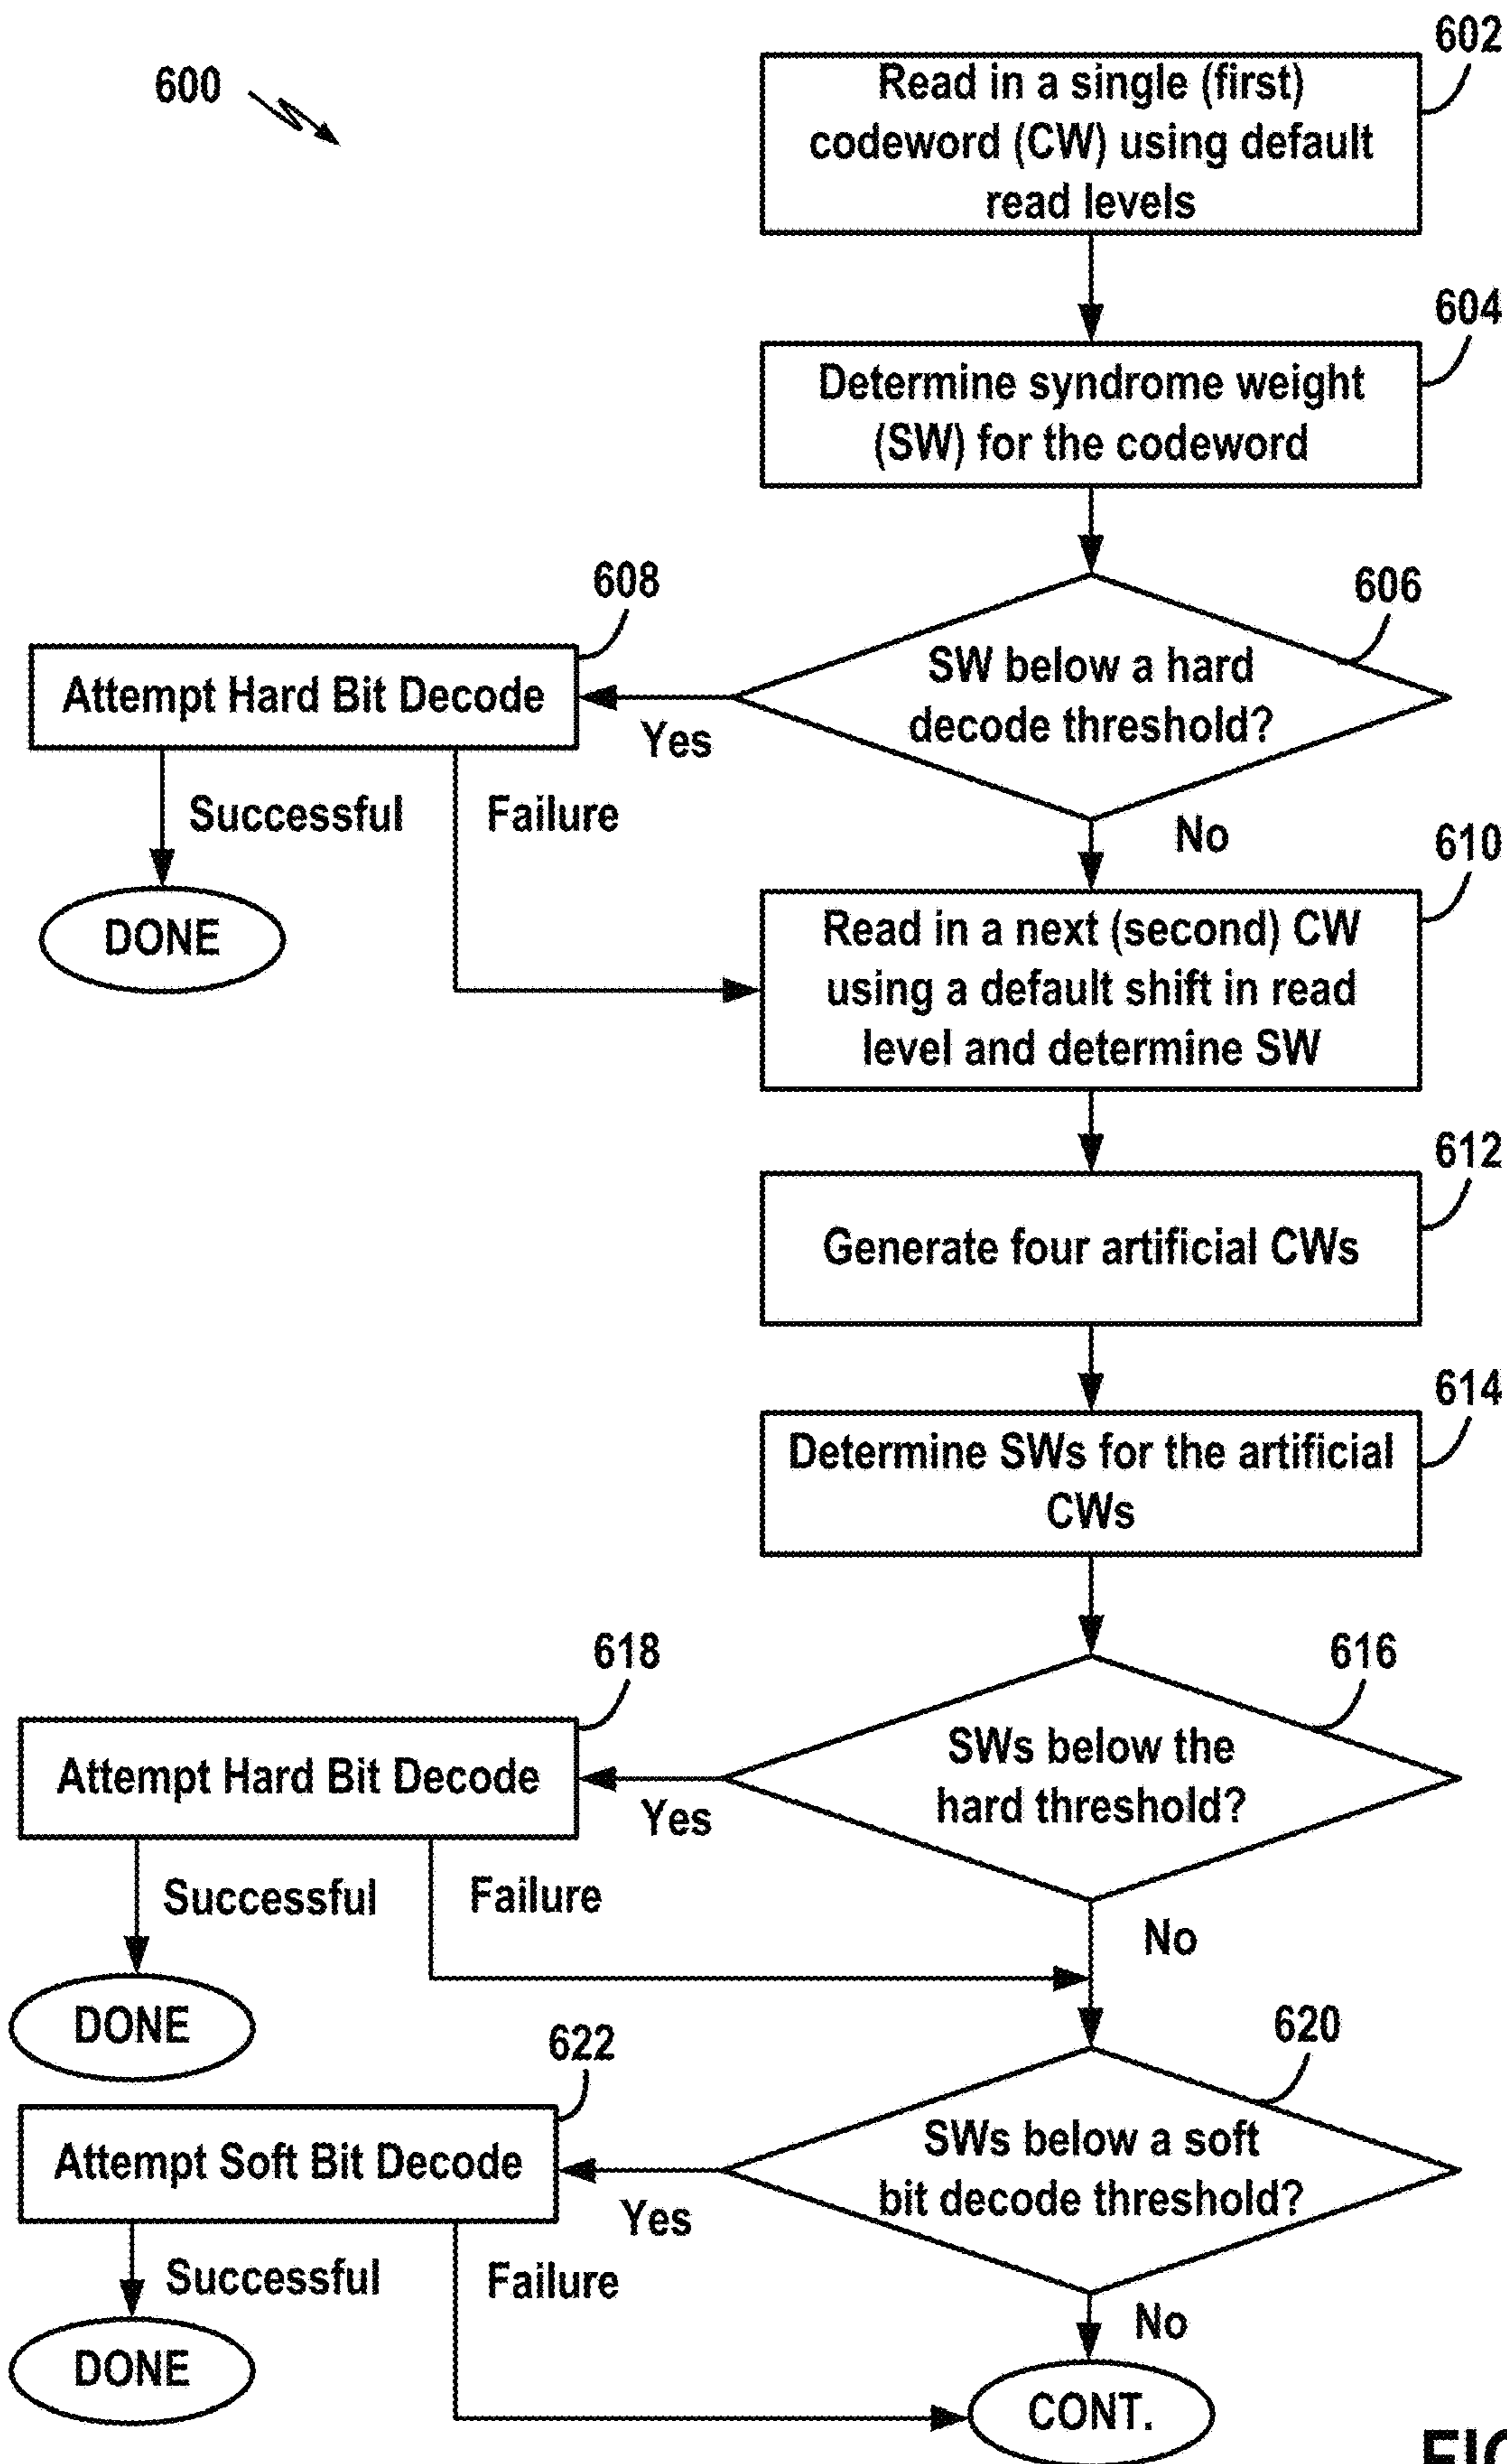 600
602
Read in a single (first)
codeword (CW) using default
read levels
604
Determine syndrome weight
(SW) for the codeword
606
SW below a hard
decode threshold?
608
Attempt Hard Bit Decode
Yes
Successful
Failure
DONE
No
610
Read in a next (second) CW
using a default shift in read
level and determine SW
612
Generate four artificial CWs
614
Determine SWs for the artificial
CWs
616
SWs below the
hard threshold?
618
Attempt Hard Bit Decode
Yes
Successful
Failure
DONE
No
620
SWs below a soft
bit decode threshold?
622
Attempt Soft Bit Decode
Yes
Successful
Failure
DONE
No
CONT.